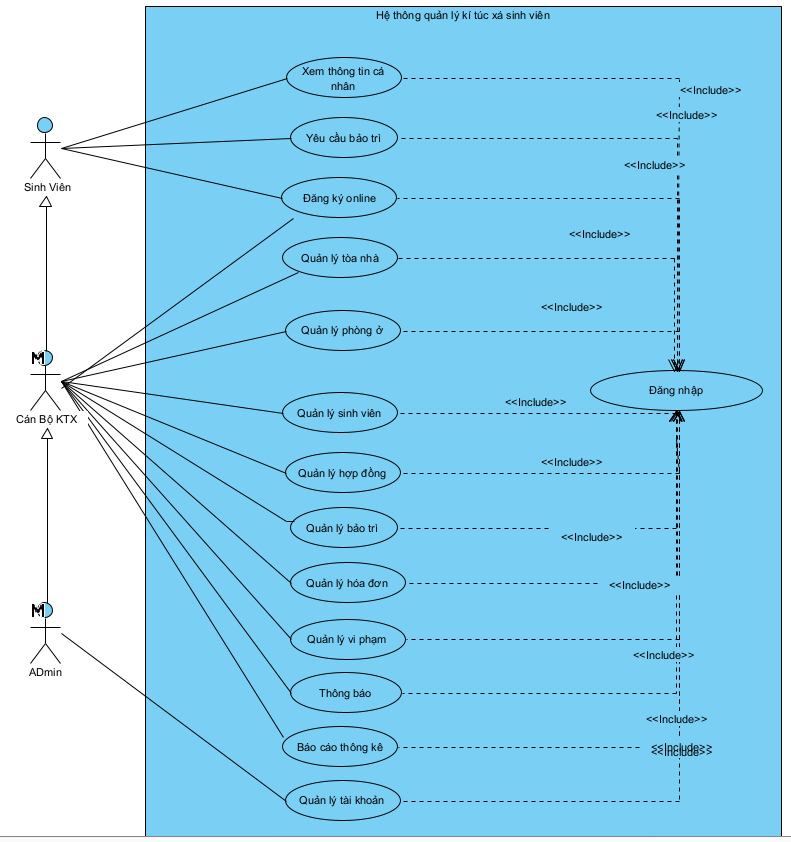 Hệ thông quản lý kí túc xá sinh viên
Xem thông tin cá
nhân
<<Include>>
<<Include>>
Yêu cầu bảo trì
<<Include>>
Sinh Viên
Đăng ký online
<<Include>>
Quản lý tòa nhà
<<Include>>
Quản lý phòng ở
M
Đăng nhập
Cán Bộ KTX
Quản lý sinh viên
<<Include>>
Quản lý hợp đồng
<<Include>>
Quản lý bảo trì
<<Include>>
Quản lý hóa đơn
<<Include>>
M
Quản lý vi phạm
<<Include>>
ADmin
Thông báo
<<Include>>
Báo cáo thông kê
<<Include>>
<<Include>>
Quản lý tài khoản